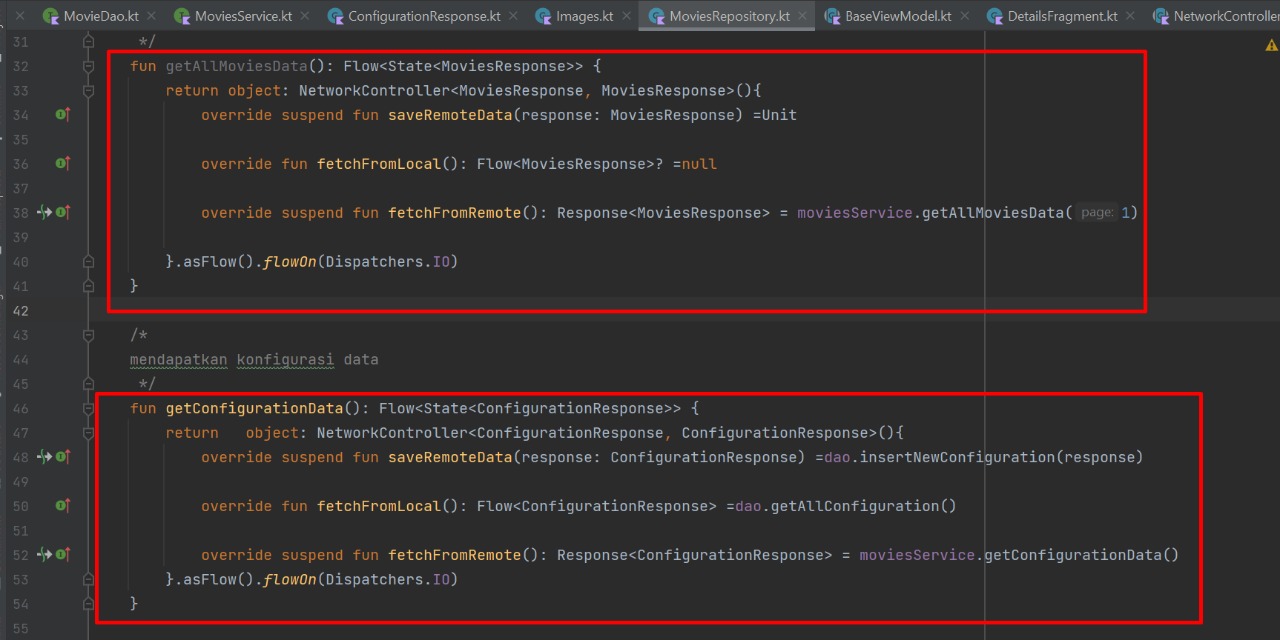 MovieDao.kt MoviesService.kt ConfigurationResponse.kt Images.kt MoviesRepository.kt BaseViewModel.kt DetailsFragment.kt NetworkController
31 */
32 fun getAllMoviesData(): Flow<State<MoviesResponse>> {
33 return object: NetworkController<MoviesResponse, MoviesResponse>(){
34 override suspend fun saveRemoteData(response: MoviesResponse) =Unit
35
36 override fun fetchFromLocal(): Flow<MoviesResponse>? =null
37
38 override suspend fun fetchFromRemote(): Response<MoviesResponse> = moviesService.getAllMoviesData( page: 1)
39
40 }.asFlow().flowOn(Dispatchers.IO)
41 }
42
43 /*
44 mendapatkan konfigurasi data
45 */
46 fun getConfigurationData(): Flow<State<ConfigurationResponse>> {
47 return object: NetworkController<ConfigurationResponse, ConfigurationResponse>(){
48 override suspend fun saveRemoteData(response: ConfigurationResponse) =dao.insertNewConfiguration(response)
49
50 override fun fetchFromLocal(): Flow<ConfigurationResponse> =dao.getAllConfiguration()
51
52 override suspend fun fetchFromRemote(): Response<ConfigurationResponse> = moviesService.getConfigurationData()
53 }.asFlow().flowOn(Dispatchers.IO)
54 }
55